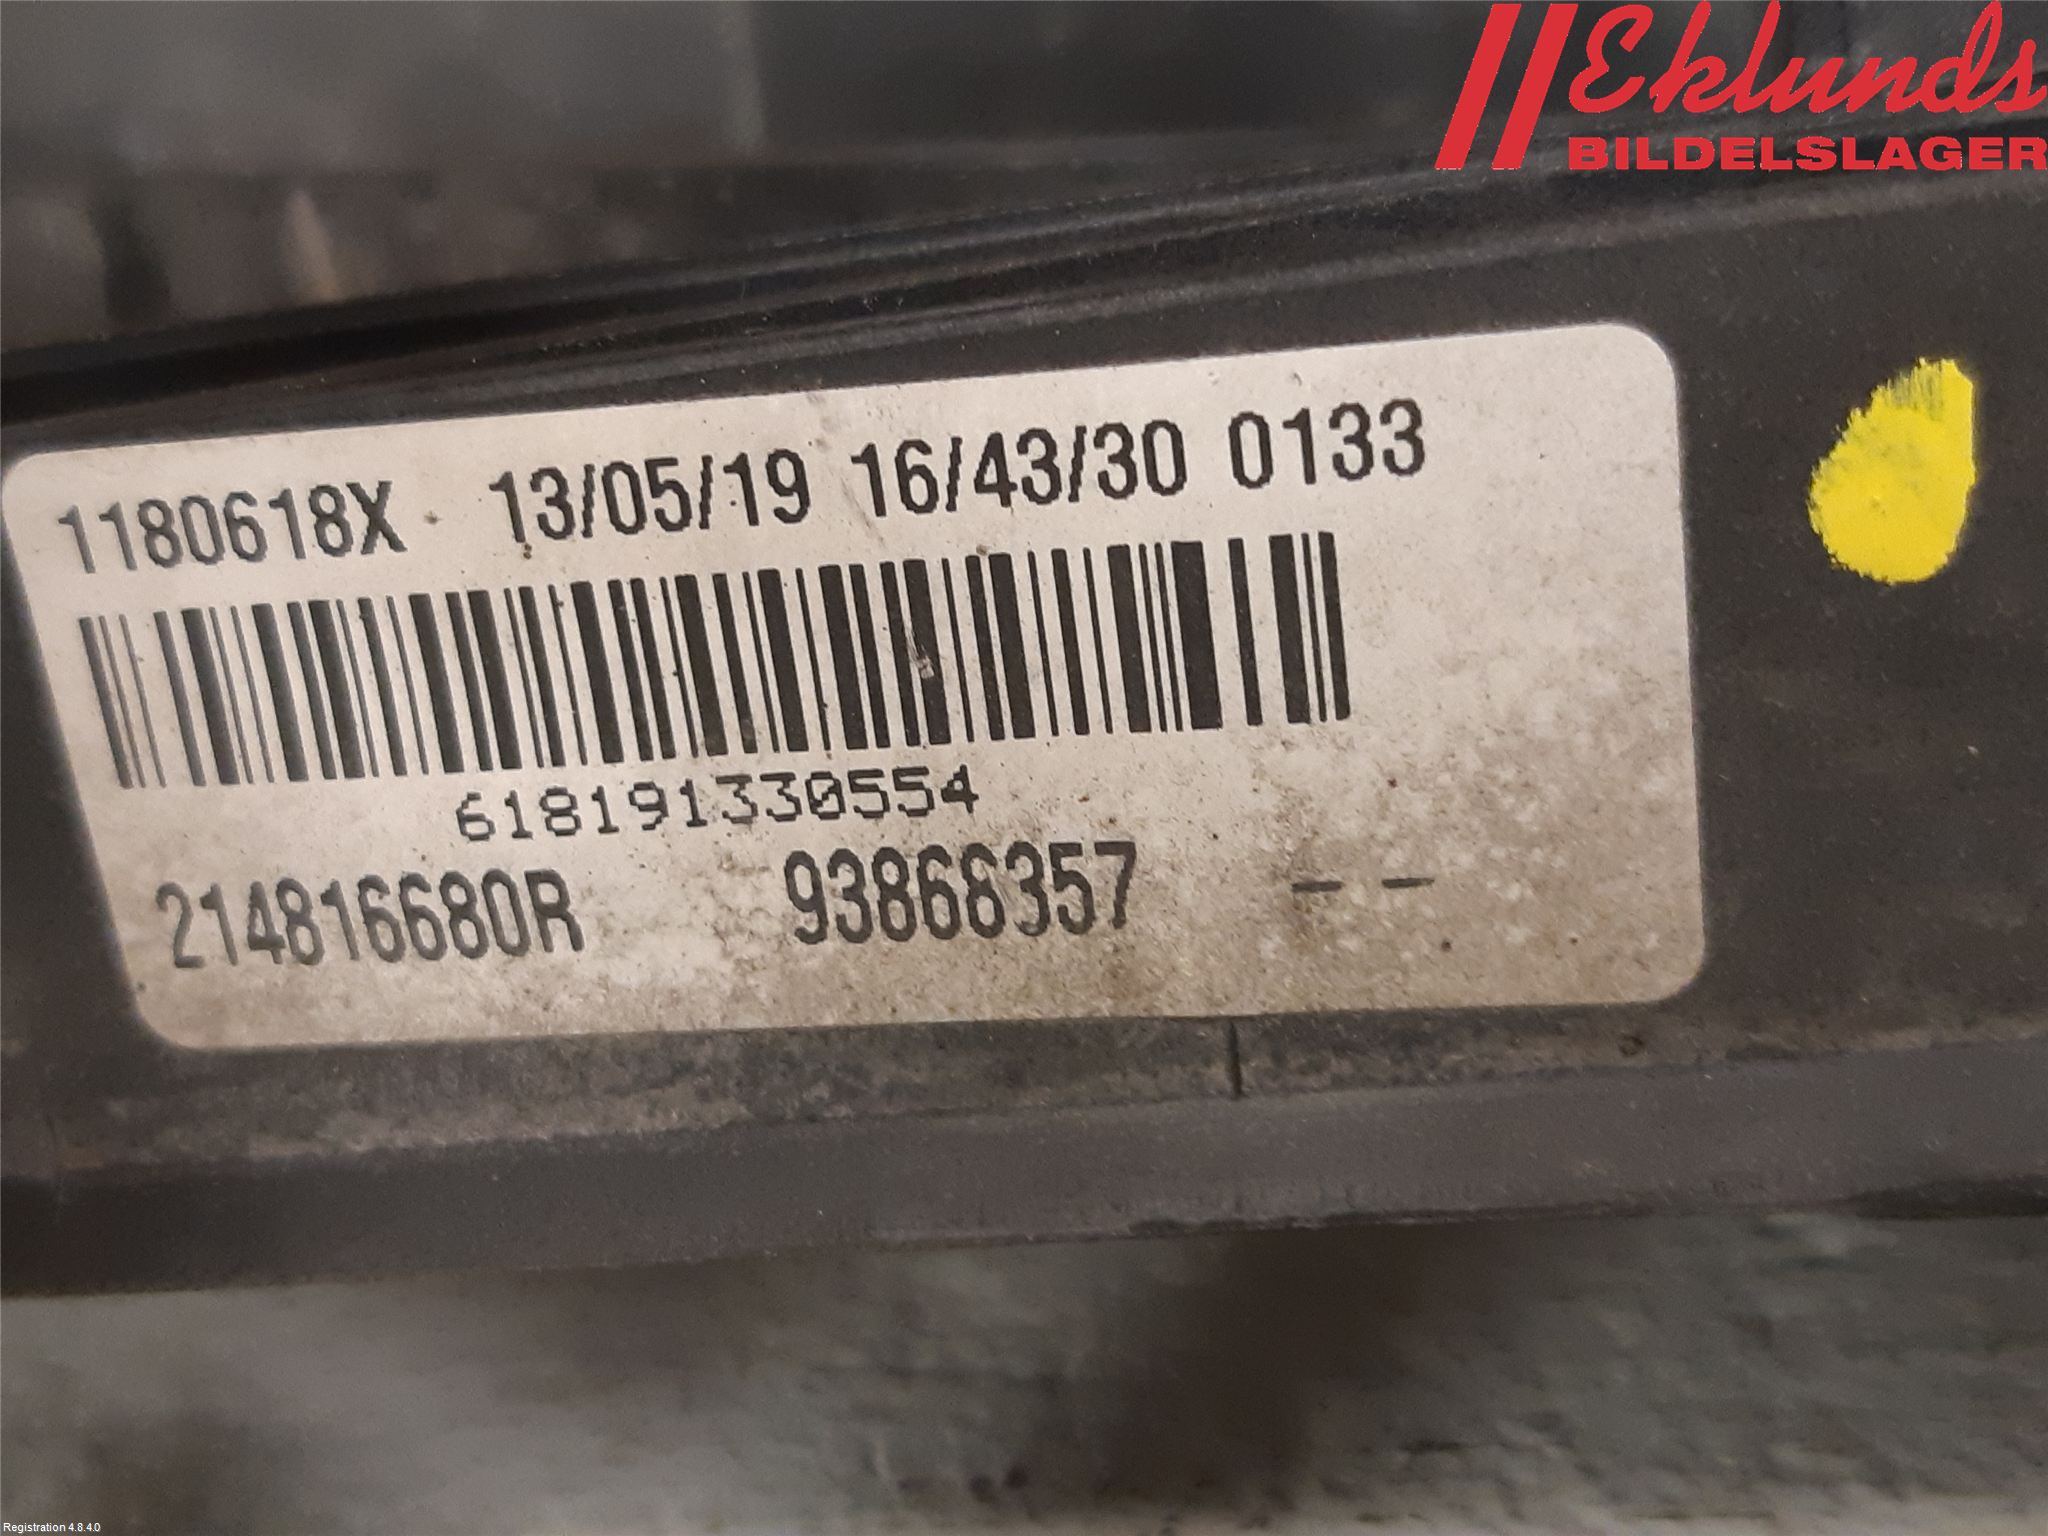 Eklunds
BILDELSLAGER
1180618X 13/05/19 16/43/30 0133
618191330554
214816680R 93868357 - -
Registration 4.8.4.0